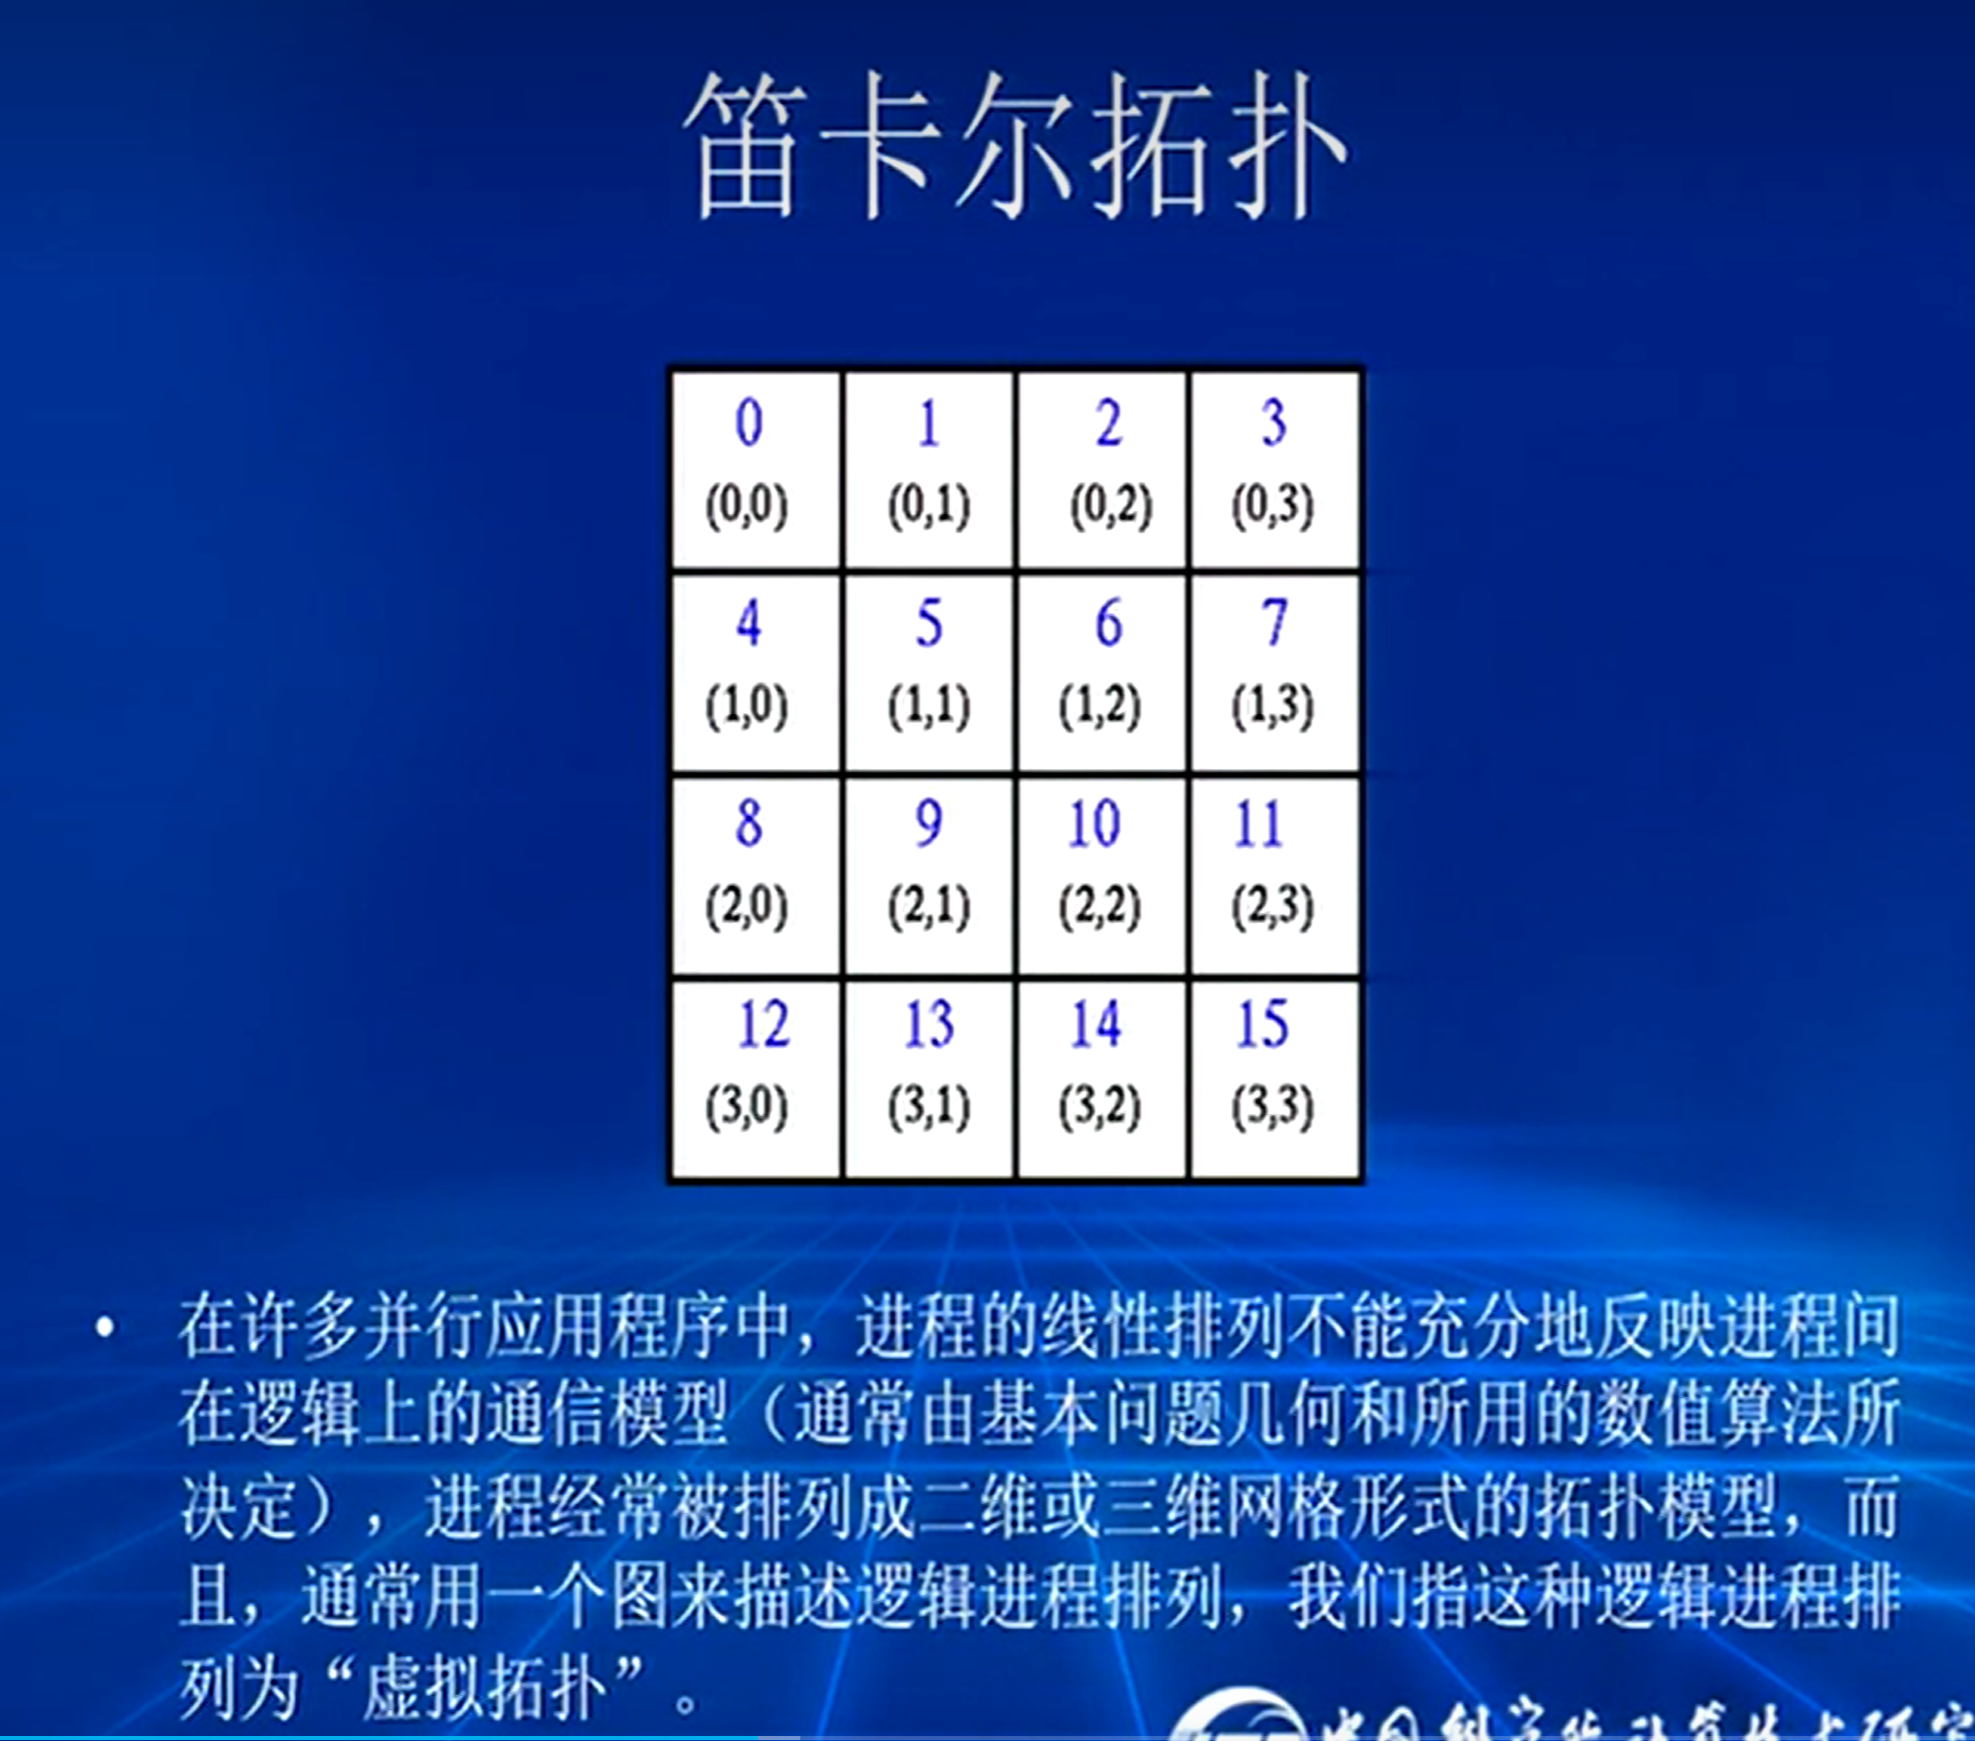 笛卡尔拓扑
0 1 2 3
(0,0) (0,1) (0,2) (0,3)
4 5 6 7
(1,0) (1,1) (1,2) (1,3)
8 9 10 11
(2,0) (2,1) (2,2) (2,3)
12 13 14 15
(3,0) (3,1) (3,2) (3,3)
• 在许多并行应用程序中，进程的线性排列不能充分地反映进程间
在逻辑上的通信模型（通常由基本问题几何和所用的数值算法所
决定），进程经常被排列成二维或三维网格形式的拓扑模型，而
且，通常用一个图来描述逻辑进程排列，我们指这种逻辑进程排
列为“虚拟拓扑”。